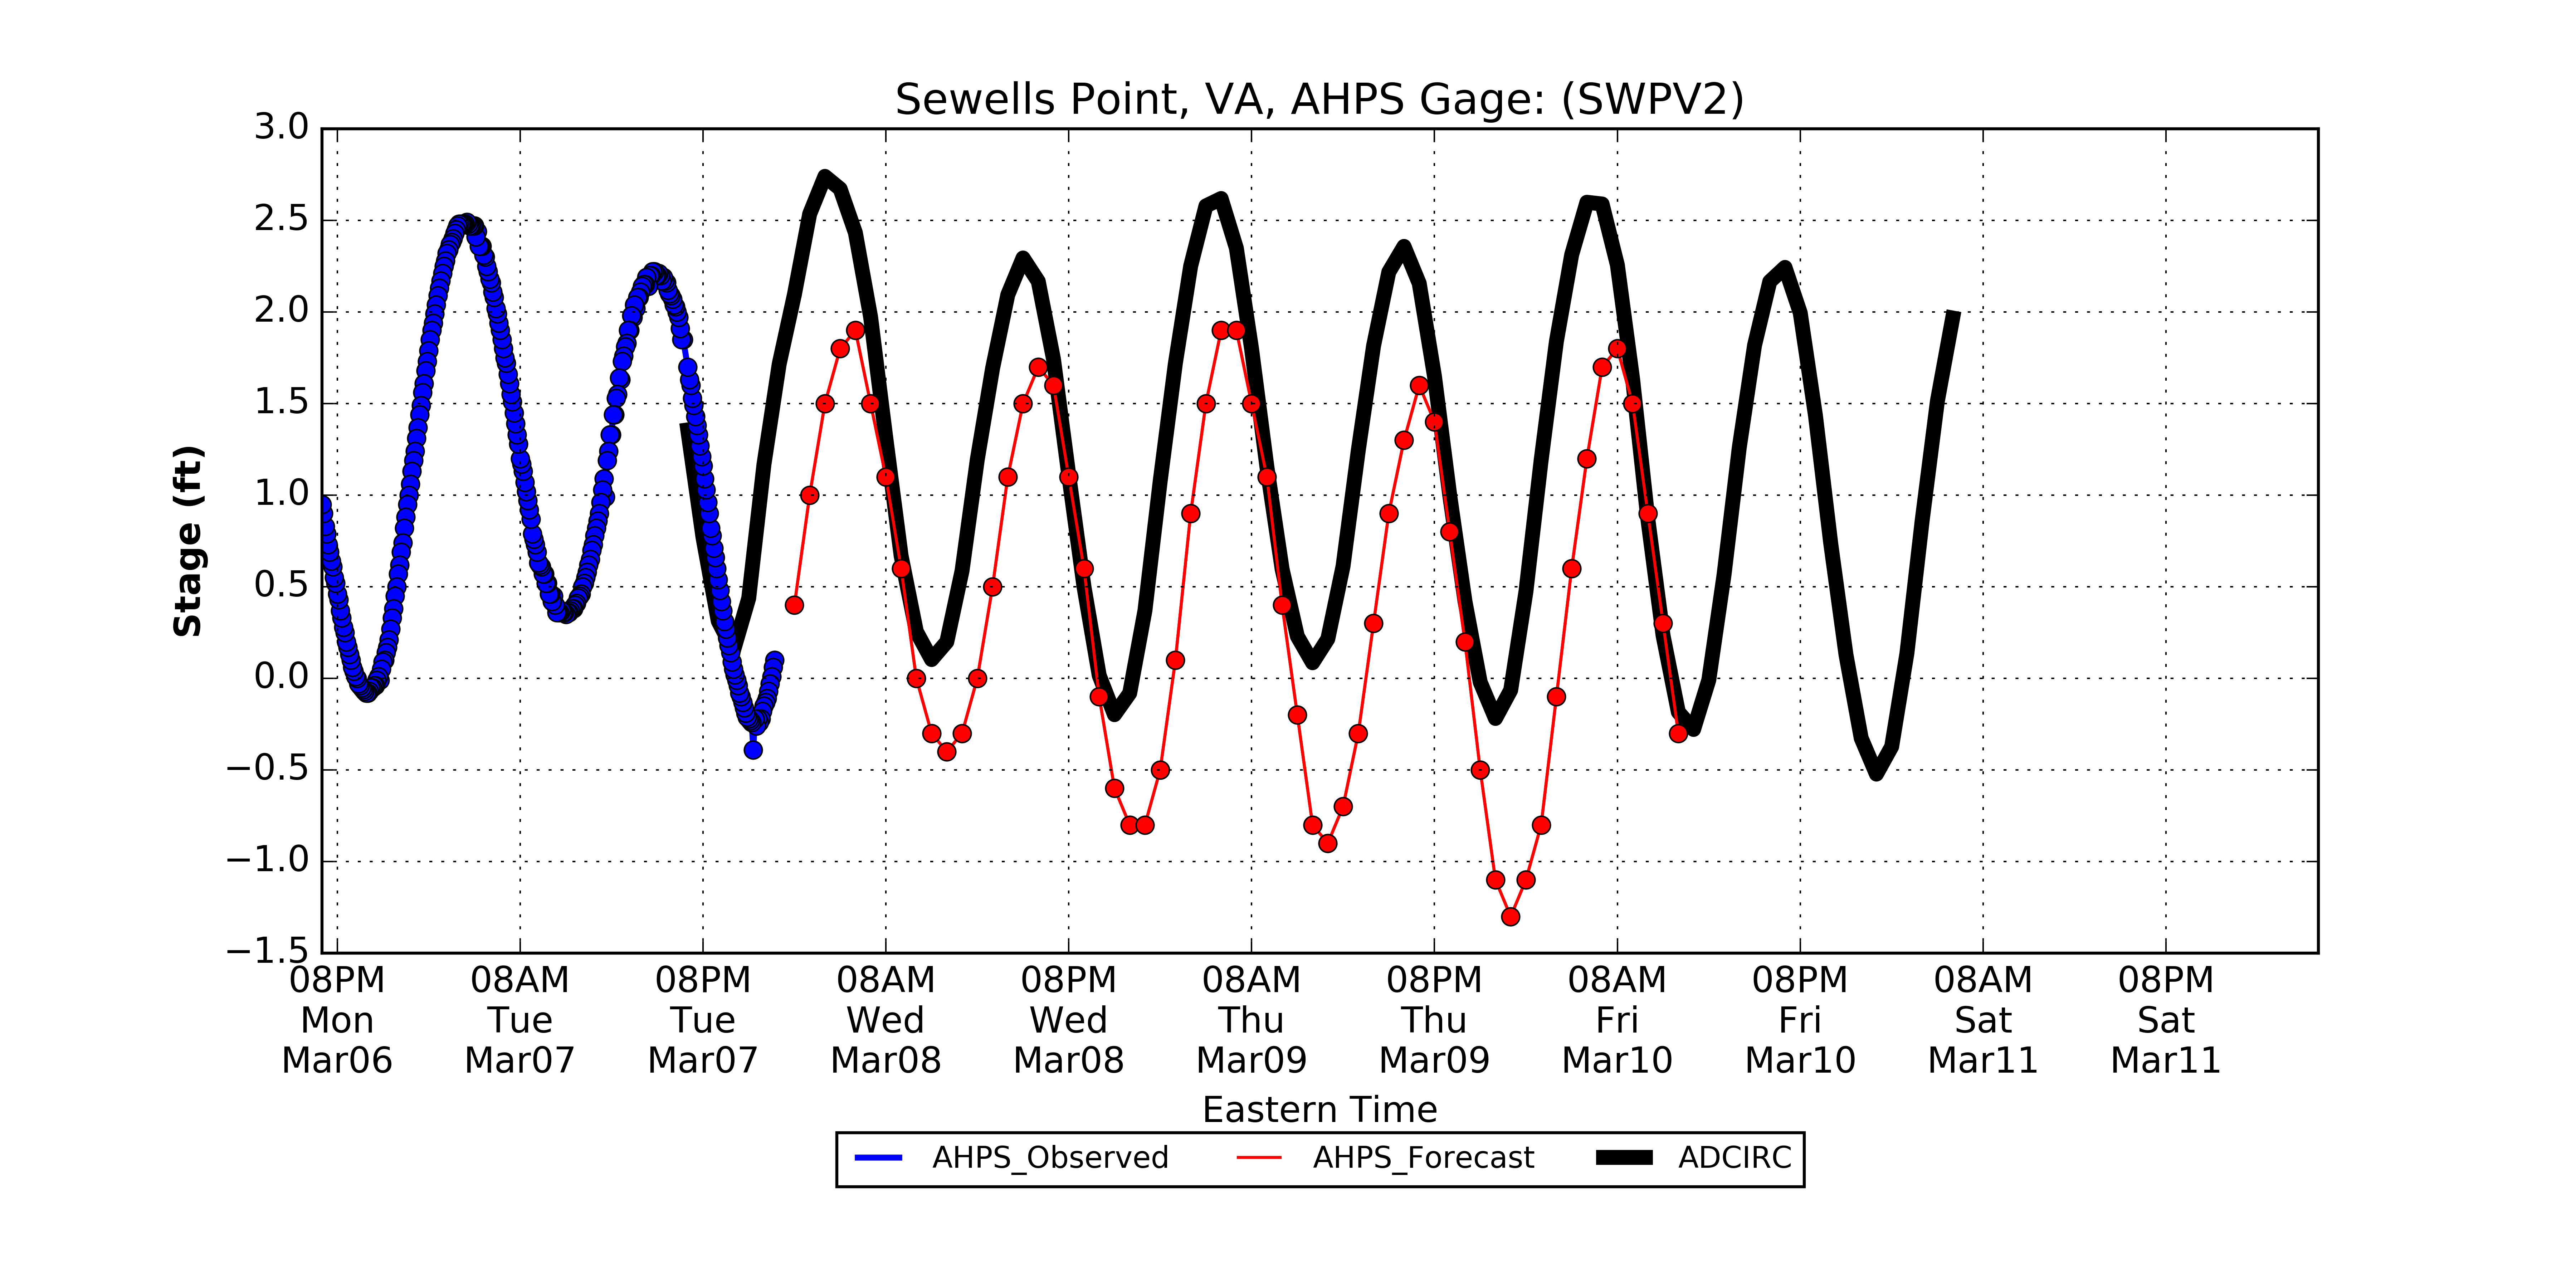 Sewells Point, VA, AHPS Gage: (SWPV2)
3.0
2.5
2.0
1.5
1.0
0.5
0.0
−0.5
−1.0
−1.5
Stage (ft)
08PM 08AM 08PM 08AM 08PM 08AM 08PM 08AM 08PM 08AM 08PM
Mon Tue Tue Wed Wed Thu Thu Fri Fri Sat Sat
Mar06 Mar07 Mar07 Mar08 Mar08 Mar09 Mar09 Mar10 Mar10 Mar11 Mar11
Eastern Time
AHPS_Observed AHPS_Forecast ADCIRC